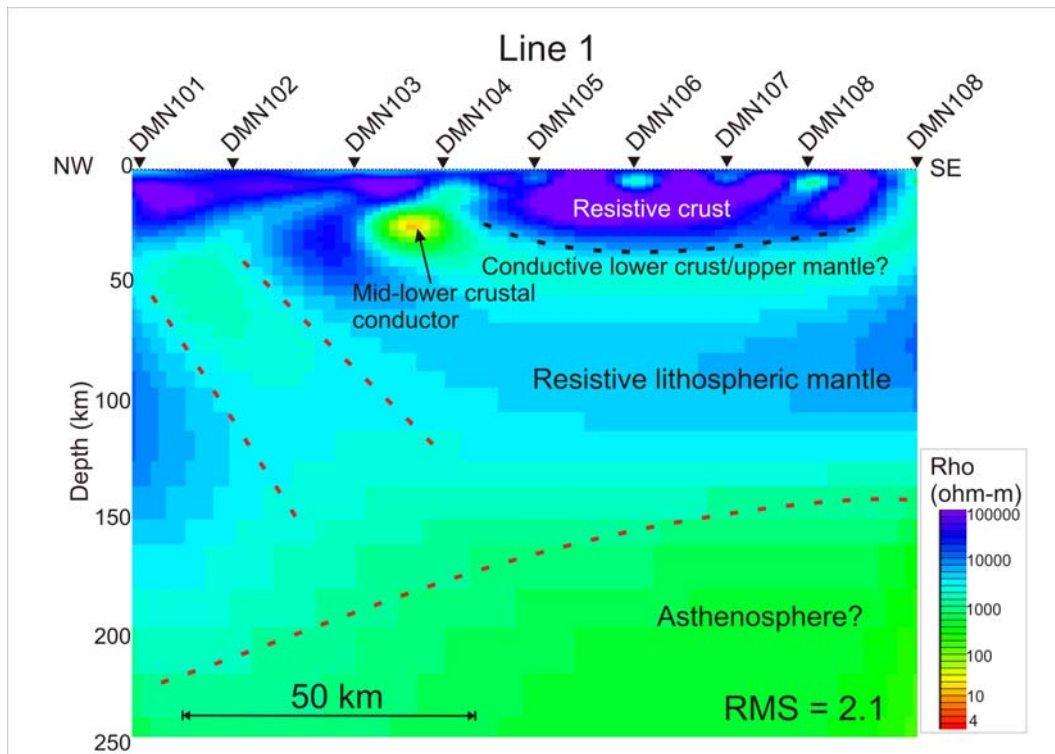 Line 1
DMN101
DMN102
DMN103
DMN104
DMN105
DMN106
DMN107
DMN108
DMN108
NW
0
SE
Resistive crust
Conductive lower crust/upper mantle?
50
Mid-lower crustal
conductor
Resistive lithospheric mantle
100
Depth (km)
Rho
(ohm-m)
100000
10000
1000
100
10
4
150
Asthenosphere?
200
50 km
RMS = 2.1
250